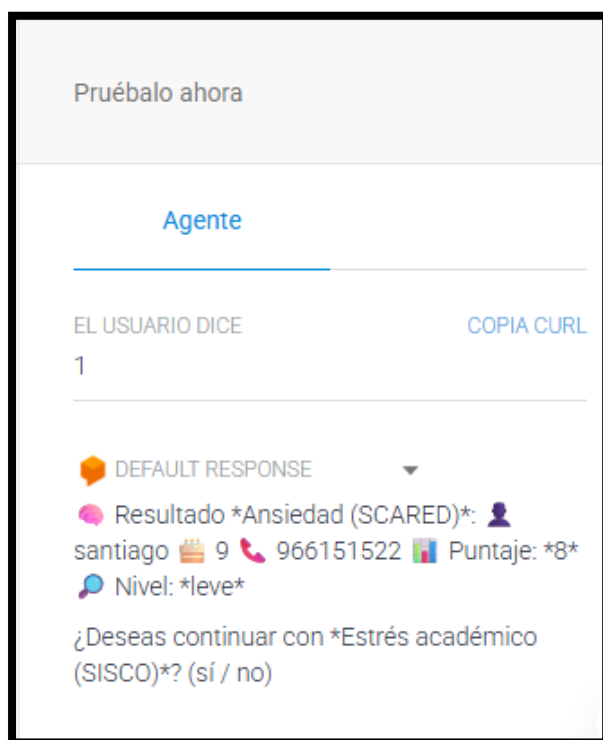 Pruébalo ahora
Agente
EL USUARIO DICE COPIA CURL
1
DEFAULT RESPONSE
🧠 Resultado *Ansiedad (SCARED)*: 👤
santiago 🎂 9 📞 966151522 📊 Puntaje: *8*
🔎 Nivel: *leve*
¿Deseas continuar con *Estrés académico
(SISCO)*? (sí / no)